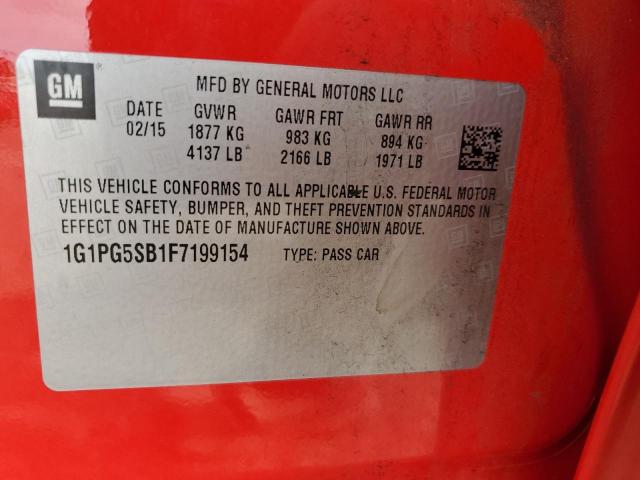 GM
MFD BY GENERAL MOTORS LLC
DATE GVWR GAWR FRT GAWR RR
02/15 1877 KG 983 KG 894 KG
4137 LB 2166 LB 1971 LB
THIS VEHICLE CONFORMS TO ALL APPLICABLE U.S. FEDERAL MOTOR
VEHICLE SAFETY, BUMPER, AND THEFT PREVENTION STANDARDS IN
EFFECT ON THE DATE OF MANUFACTURE SHOWN ABOVE.
1G1PG5SB1F7199154 TYPE: PASS CAR